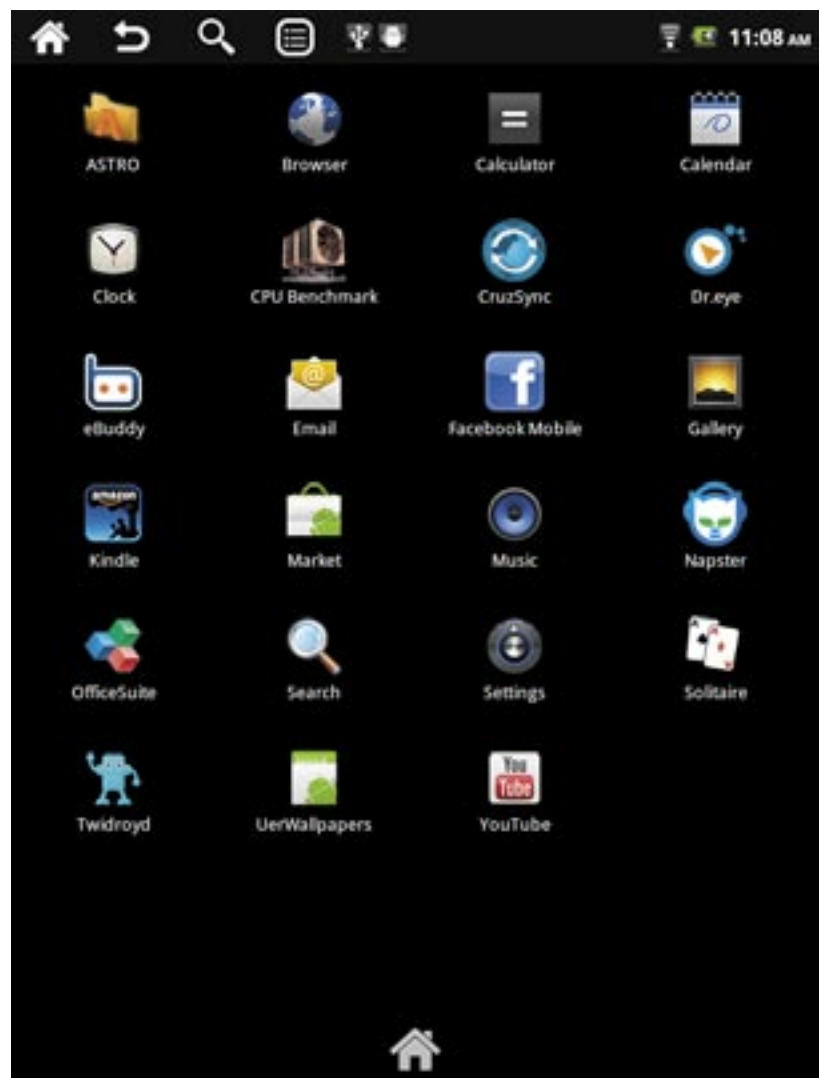 11:08 AM
ASTRO Browser Calculator Calendar
Clock CPU Benchmark CruzSync Dr.eye
@
eBuddy Email Facebook Mobile Gallery
amazon
Kindle Market Music Napster
OfficeSuite Search Settings Solitaire
You
Tube
Twidroyd UerWallpapers YouTube